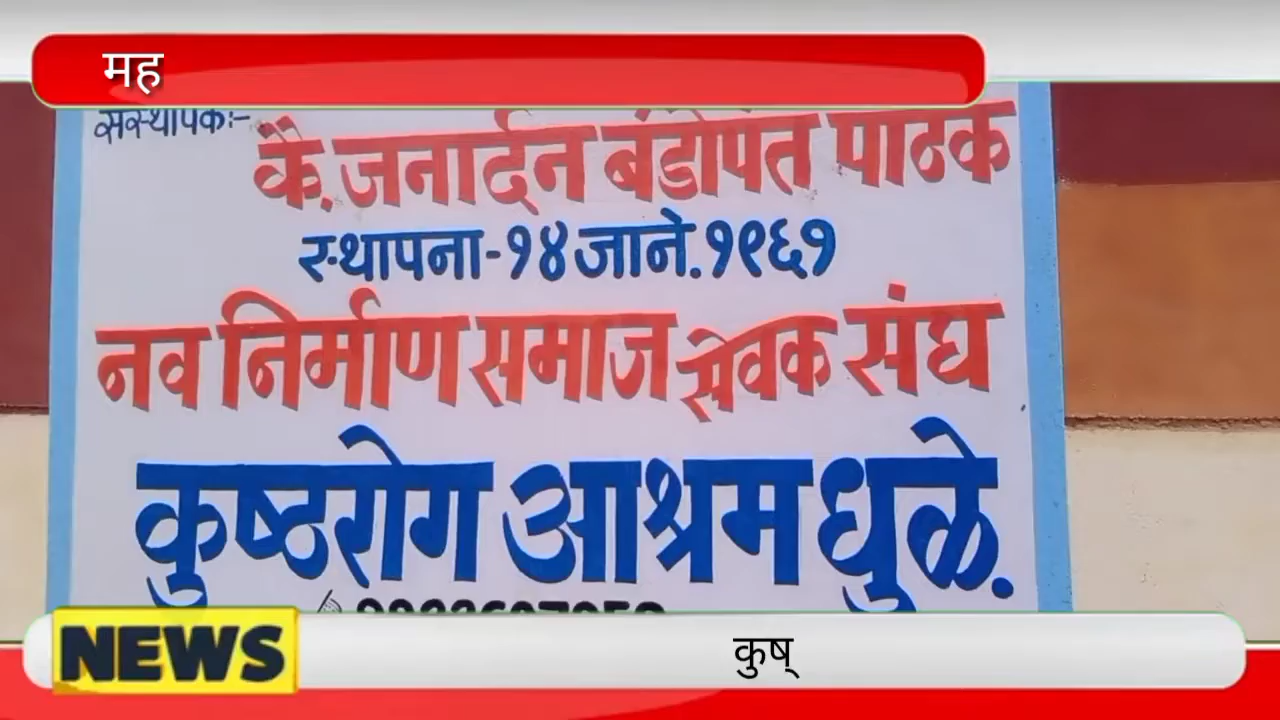 मह
संस्थापक:-
कै. जनार्दन बंडोपंत पाठक
स्थापना-१४ जाने. १९६१
नव निर्माण समाज सेवक संघ
कुष्ठरोग आश्रम धुळे.
NEWS
कुष्